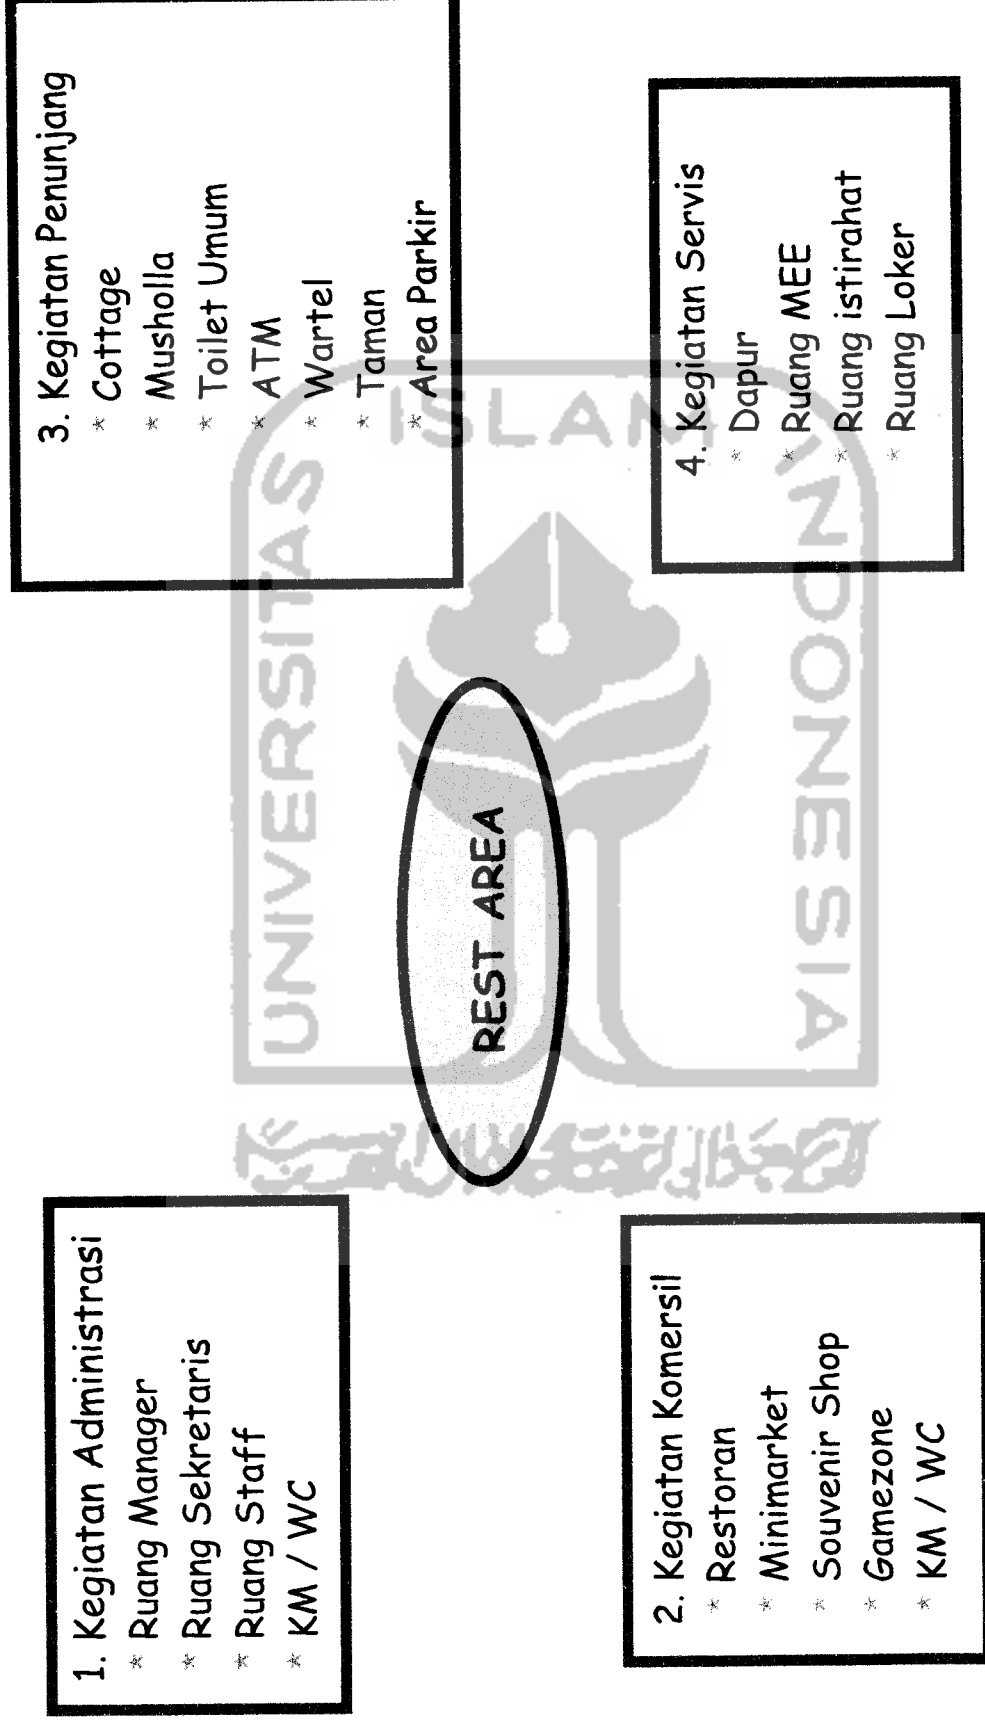 1. Kegiatan Administrasi
* Ruang Manager
* Ruang Sekretaris
* Ruang Staff
* KM / WC
3. Kegiatan Penunjang
* Cottage
* Musholla
* Toilet Umum
* ATM
* Wartel
* Taman
* Area Parkir
REST AREA
2. Kegiatan Komersil
* Restoran
* Minimarket
* Souvenir Shop
* Gamezone
* KM / WC
4. Kegiatan Servis
* Dapur
* Ruang MEE
* Ruang istirahat
* Ruang Loker
UNIVERSITAS
ISLAM
INDONESIA